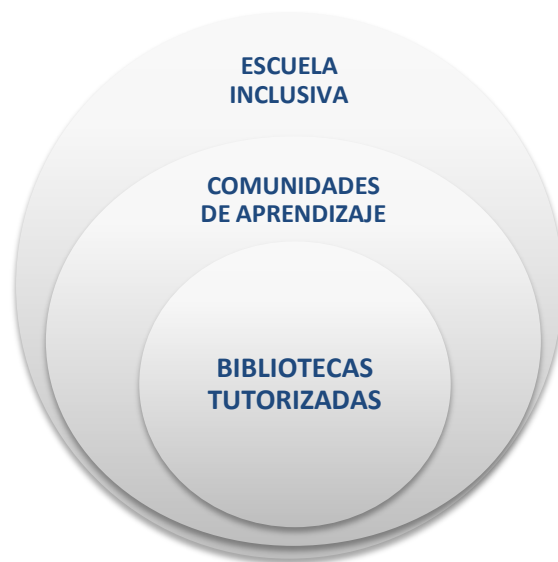 ESCUELA
INCLUSIVA
COMUNIDADES
DE APRENDIZAJE
BIBLIOTECAS
TUTORIZADAS